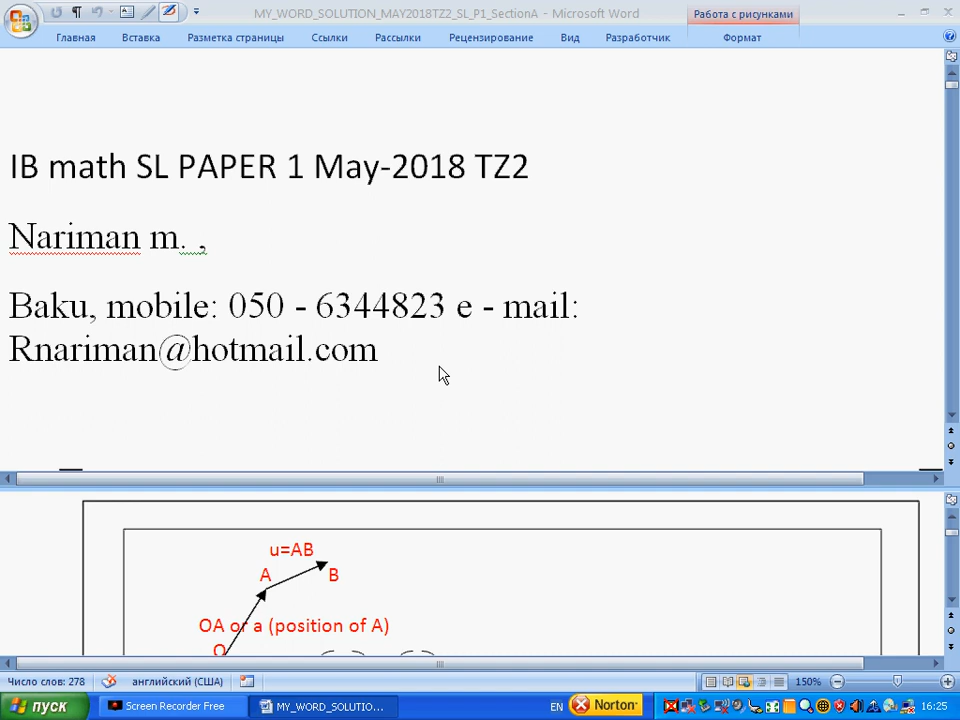 MY_WORD_SOLUTION_MAY2018TZ2_SL_P1_SectionA - Microsoft Word
Работа с рисунками
Главная Вставка Разметка страницы Ссылки Рассылки Рецензирование Вид Разработчик Формат
IB math SL PAPER 1 May-2018 TZ2
Nariman m. ,
Baku, mobile: 050 - 6344823 e - mail:
Rnariman@hotmail.com
u=AB
A B
OA or a (position of A)
O
Число слов: 278 английский (США) 150%
пуск Screen Recorder Free MY_WORD_SOLUTIO... EN Norton 16:25